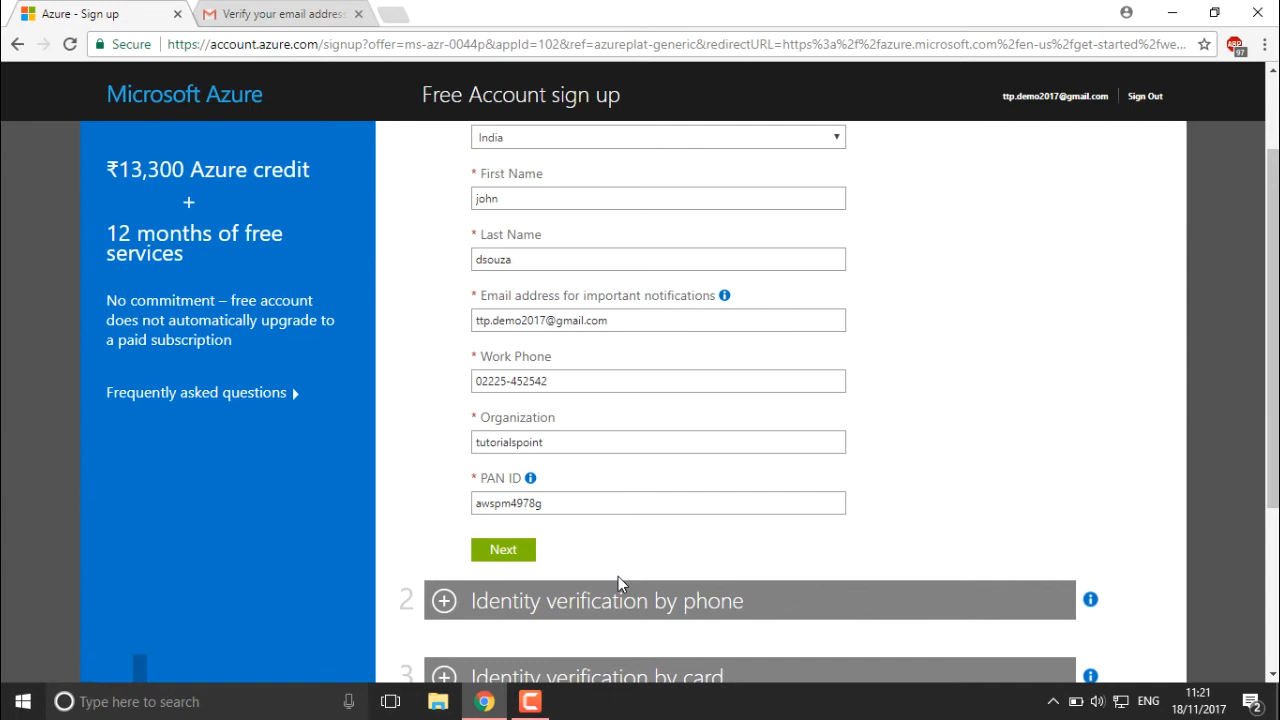 Azure - Sign up
Verify your email address
Secure
https://account.azure.com/signup?offer=ms-azr-0044p&appId=102&ref=azureplat-generic&redirectURL=https%3a%2f%2fazure.microsoft.com%2fen-us%2fget-started%2fwe...
ABP
97
Microsoft Azure
Free Account sign up
ttp.demo2017@gmail.com
Sign Out
₹13,300 Azure credit
+
12 months of free
services
No commitment – free account
does not automatically upgrade to
a paid subscription
Frequently asked questions
India
* First Name
john
* Last Name
dsouza
* Email address for important notifications
ttp.demo2017@gmail.com
* Work Phone
02225-452542
* Organization
tutorialspoint
* PAN ID
awspm4978g
Next
2
Identity verification by phone
3
Identity verification by card
Type here to search
ENG
11:21
18/11/2017
2